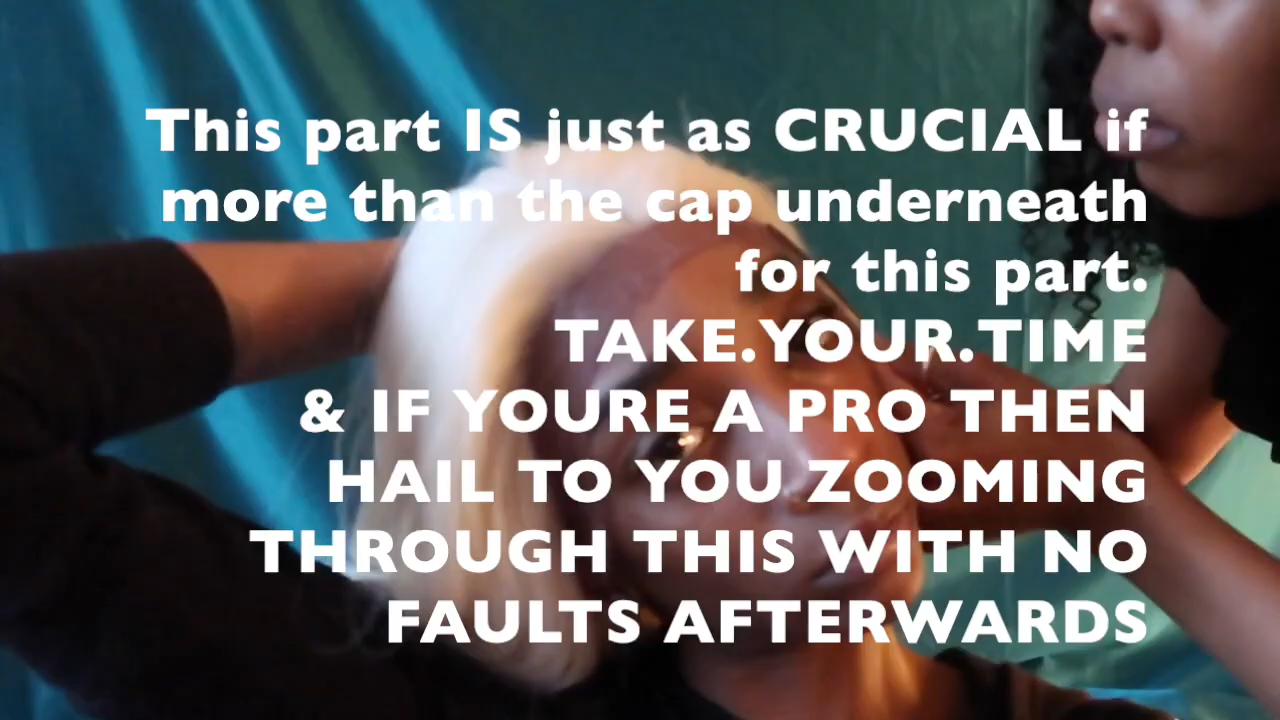 This part IS just as CRUCIAL if
more than the cap underneath
for this part.
TAKE.YOUR.TIME
& IF YOURE A PRO THEN
HAIL TO YOU ZOOMING
THROUGH THIS WITH NO
FAULTS AFTERWARDS